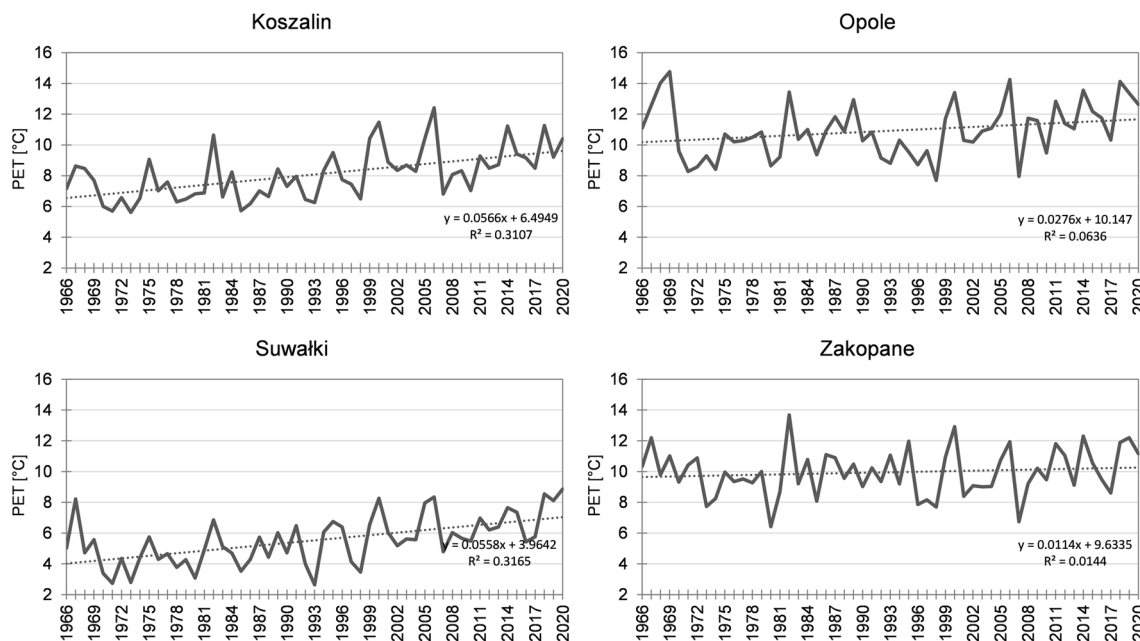 Koszalin
PET [°C]
16
14
12
10
8
6
4
2
y = 0.0566x + 6.4949
R² = 0.3107
1966 1969 1972 1975 1978 1981 1984 1987 1990 1993 1996 1999 2002 2005 2008 2011 2014 2017 2020
Opole
PET [°C]
16
14
12
10
8
6
4
2
y = 0.0276x + 10.147
R² = 0.0636
1966 1969 1972 1975 1978 1981 1984 1987 1990 1993 1996 1999 2002 2005 2008 2011 2014 2017 2020
Suwałki
PET [°C]
16
14
12
10
8
6
4
2
y = 0.0558x + 3.9642
R² = 0.3165
1966 1969 1972 1975 1978 1981 1984 1987 1990 1993 1996 1999 2002 2005 2008 2011 2014 2017 2020
Zakopane
PET [°C]
16
14
12
10
8
6
4
2
y = 0.0114x + 9.6335
R² = 0.0144
1966 1969 1972 1975 1978 1981 1984 1987 1990 1993 1996 1999 2002 2005 2008 2011 2014 2017 2020